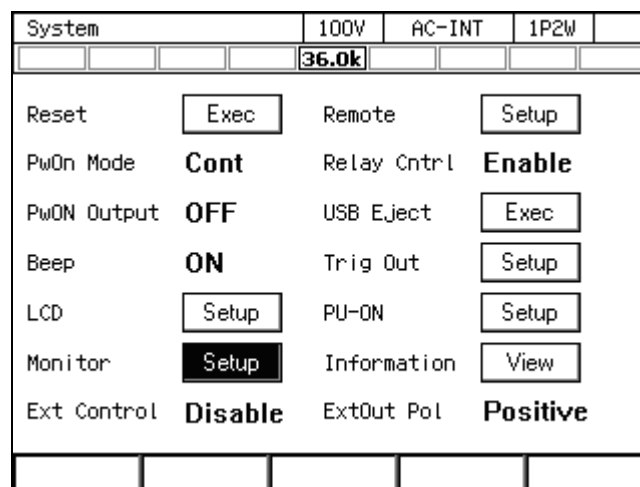 System 100V AC-INT 1P2W
36.0k
Reset Exec Remote Setup
PwOn Mode Cont Relay Cntrl Enable
PwON Output OFF USB Eject Exec
Beep ON Trig Out Setup
LCD Setup PU-ON Setup
Monitor Setup Information View
Ext Control Disable ExtOut Pol Positive